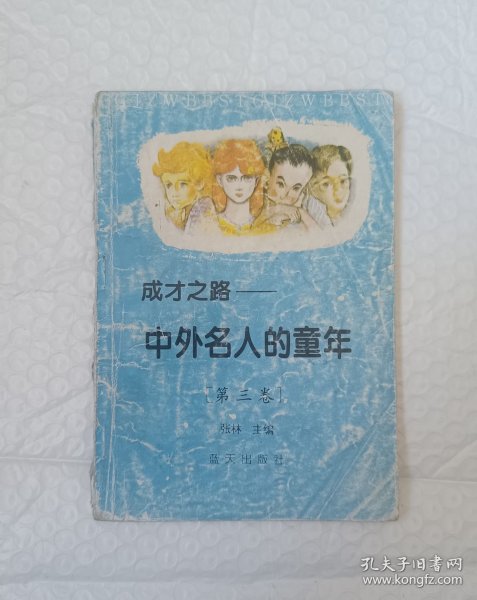 CGTZWBBSTGTZWBBST
成才之路——
中外名人的童年
[第三卷]
张林 主编
蓝天出版社
孔夫子旧书网
www.kongfz.com